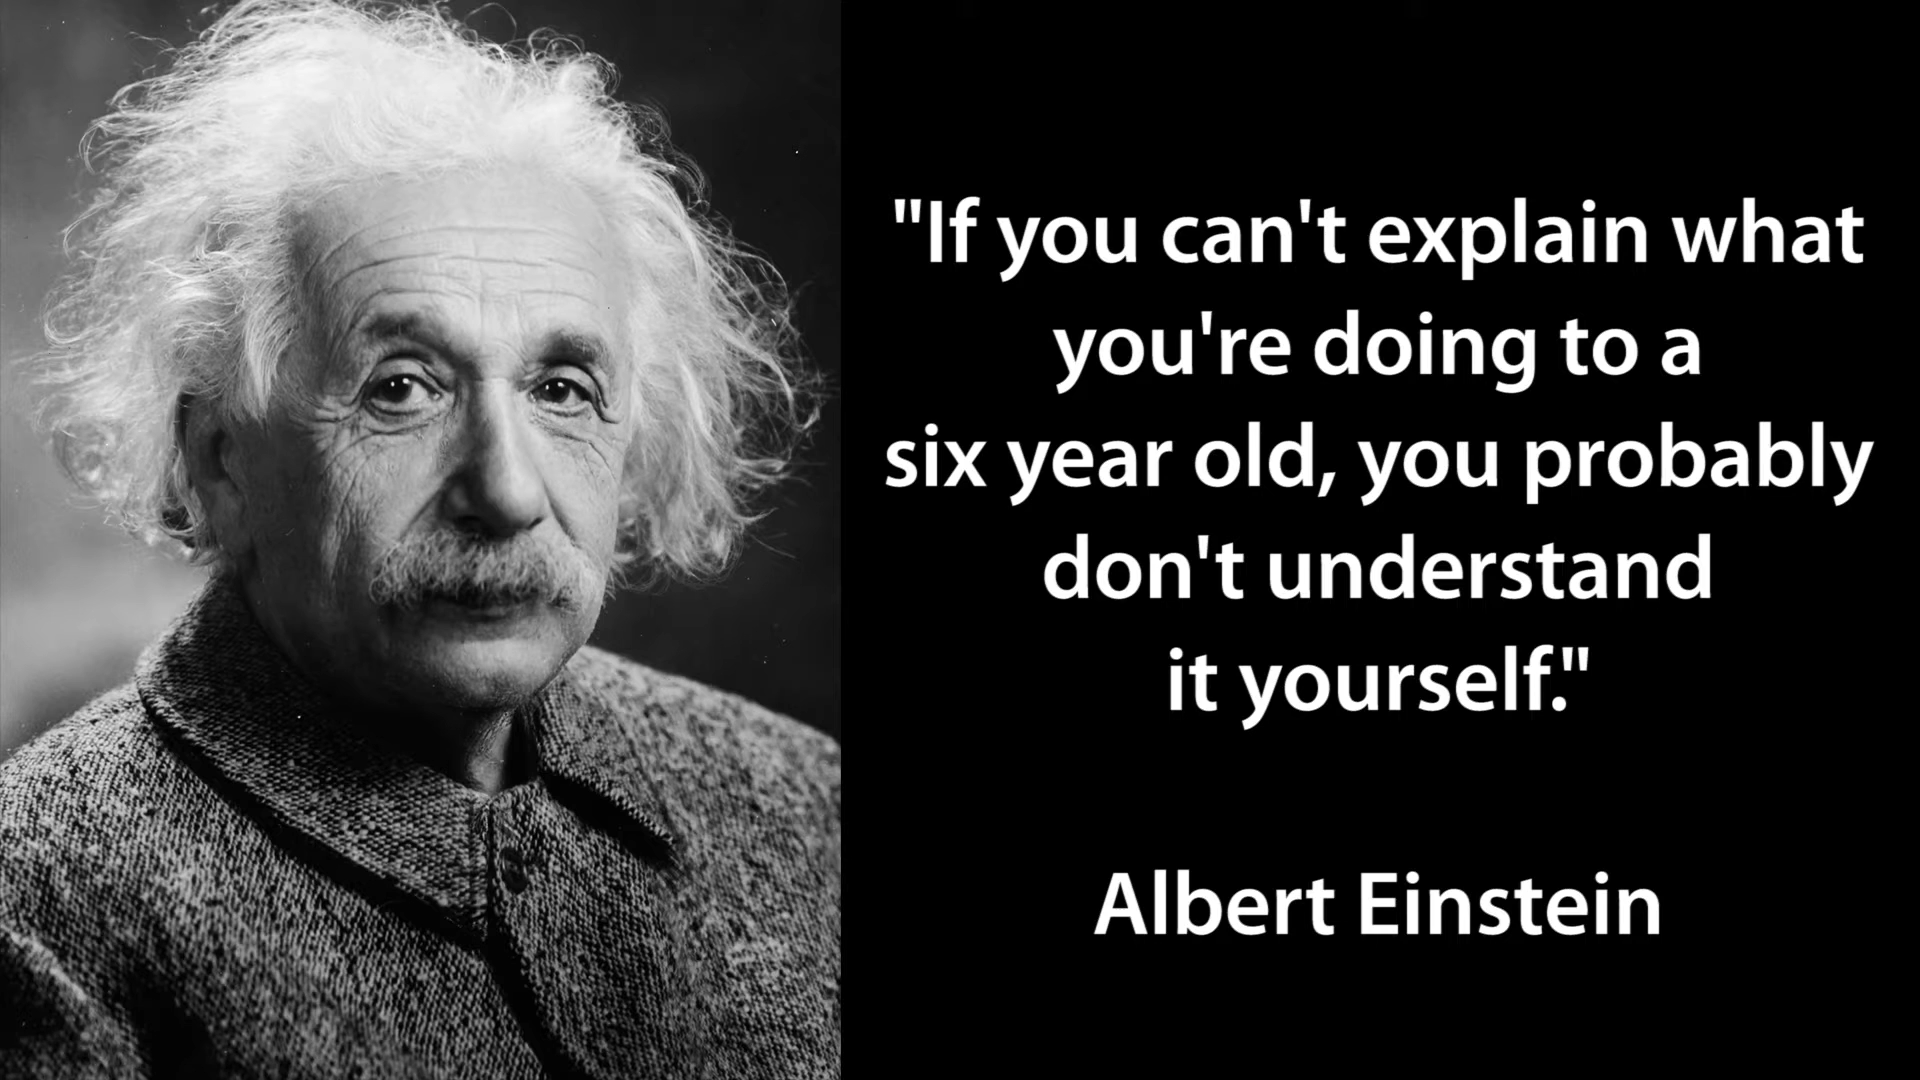 "If you can't explain what
you're doing to a
six year old, you probably
don't understand
it yourself."
Albert Einstein